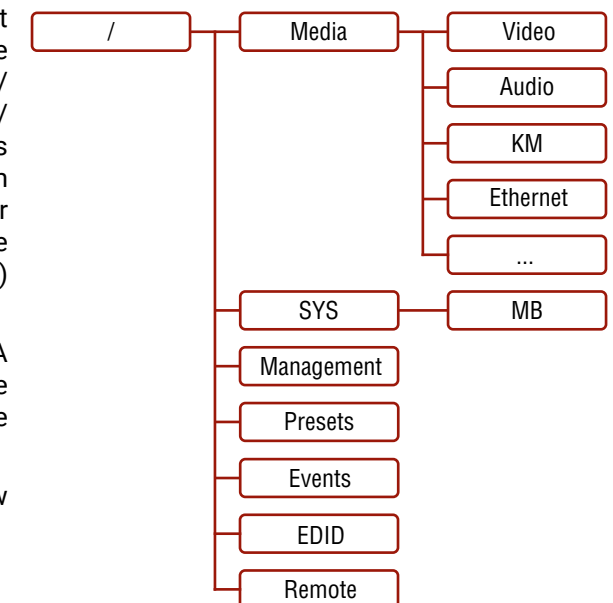 / Media Video
Audio
KM
Ethernet
...
SYS MB
Management
Presets
Events
EDID
Remote